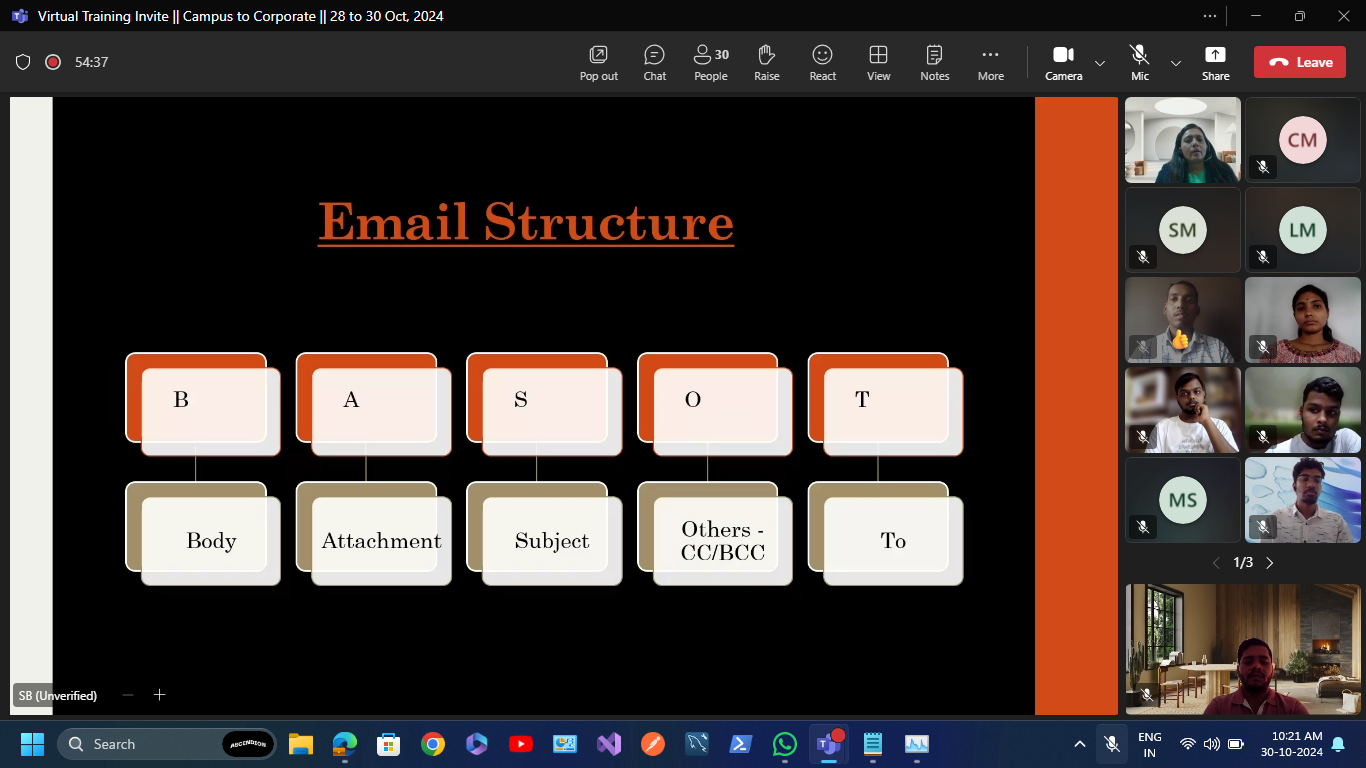 Virtual Training Invite || Campus to Corporate || 28 to 30 Oct, 2024
54:37
Pop out
Chat
30
People
Raise
React
View
Notes
More
Camera
Mic
Share
Leave
Email Structure
B
A
S
O
T
Body
Attachment
Subject
Others -
CC/BCC
To
SB (Unverified)
CM
SM
LM
MS
1/3
Search
ASCENDION
ENG
IN
10:21 AM
30-10-2024